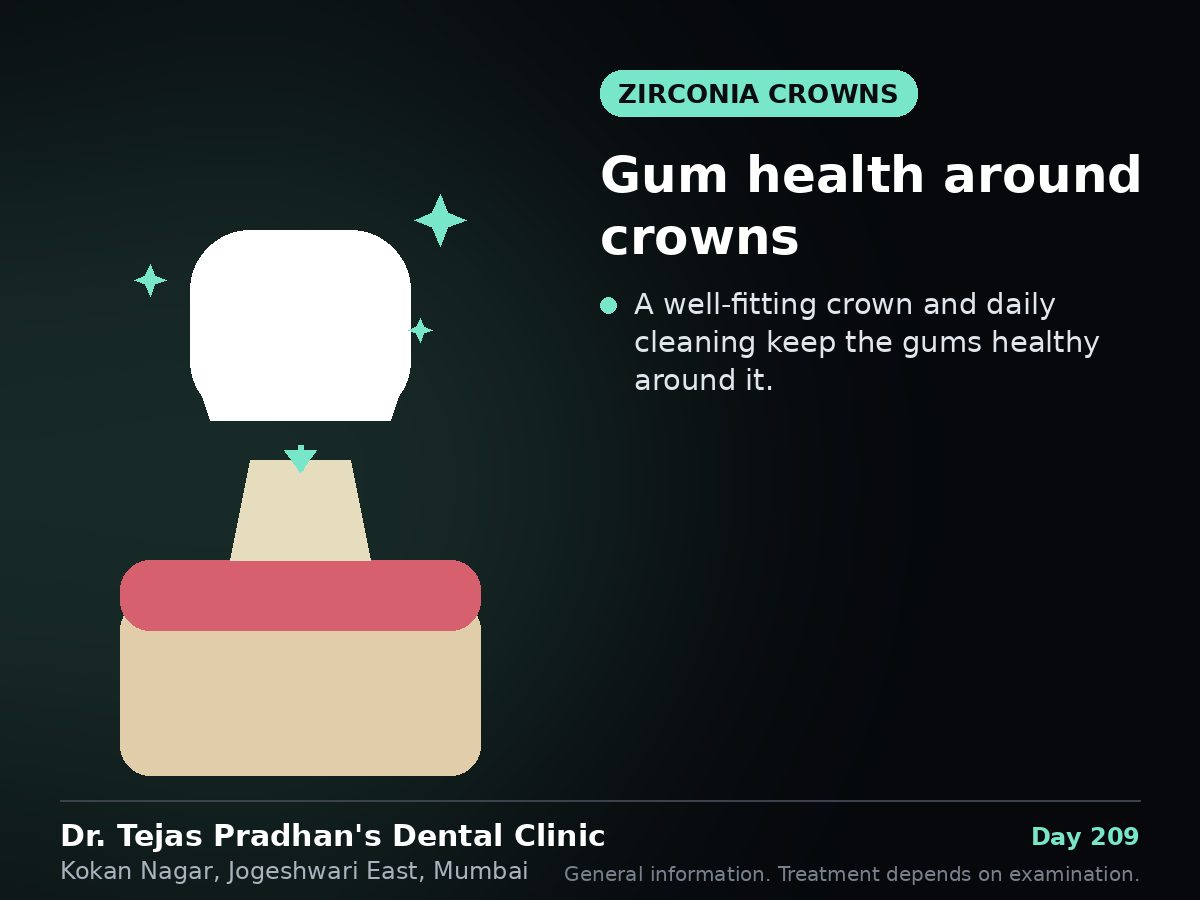 ZIRCONIA CROWNS
Gum health around
crowns
A well-fitting crown and daily
cleaning keep the gums healthy
around it.
Dr. Tejas Pradhan's Dental Clinic
Day 209
Kokan Nagar, Jogeshwari East, Mumbai
General information. Treatment depends on examination.